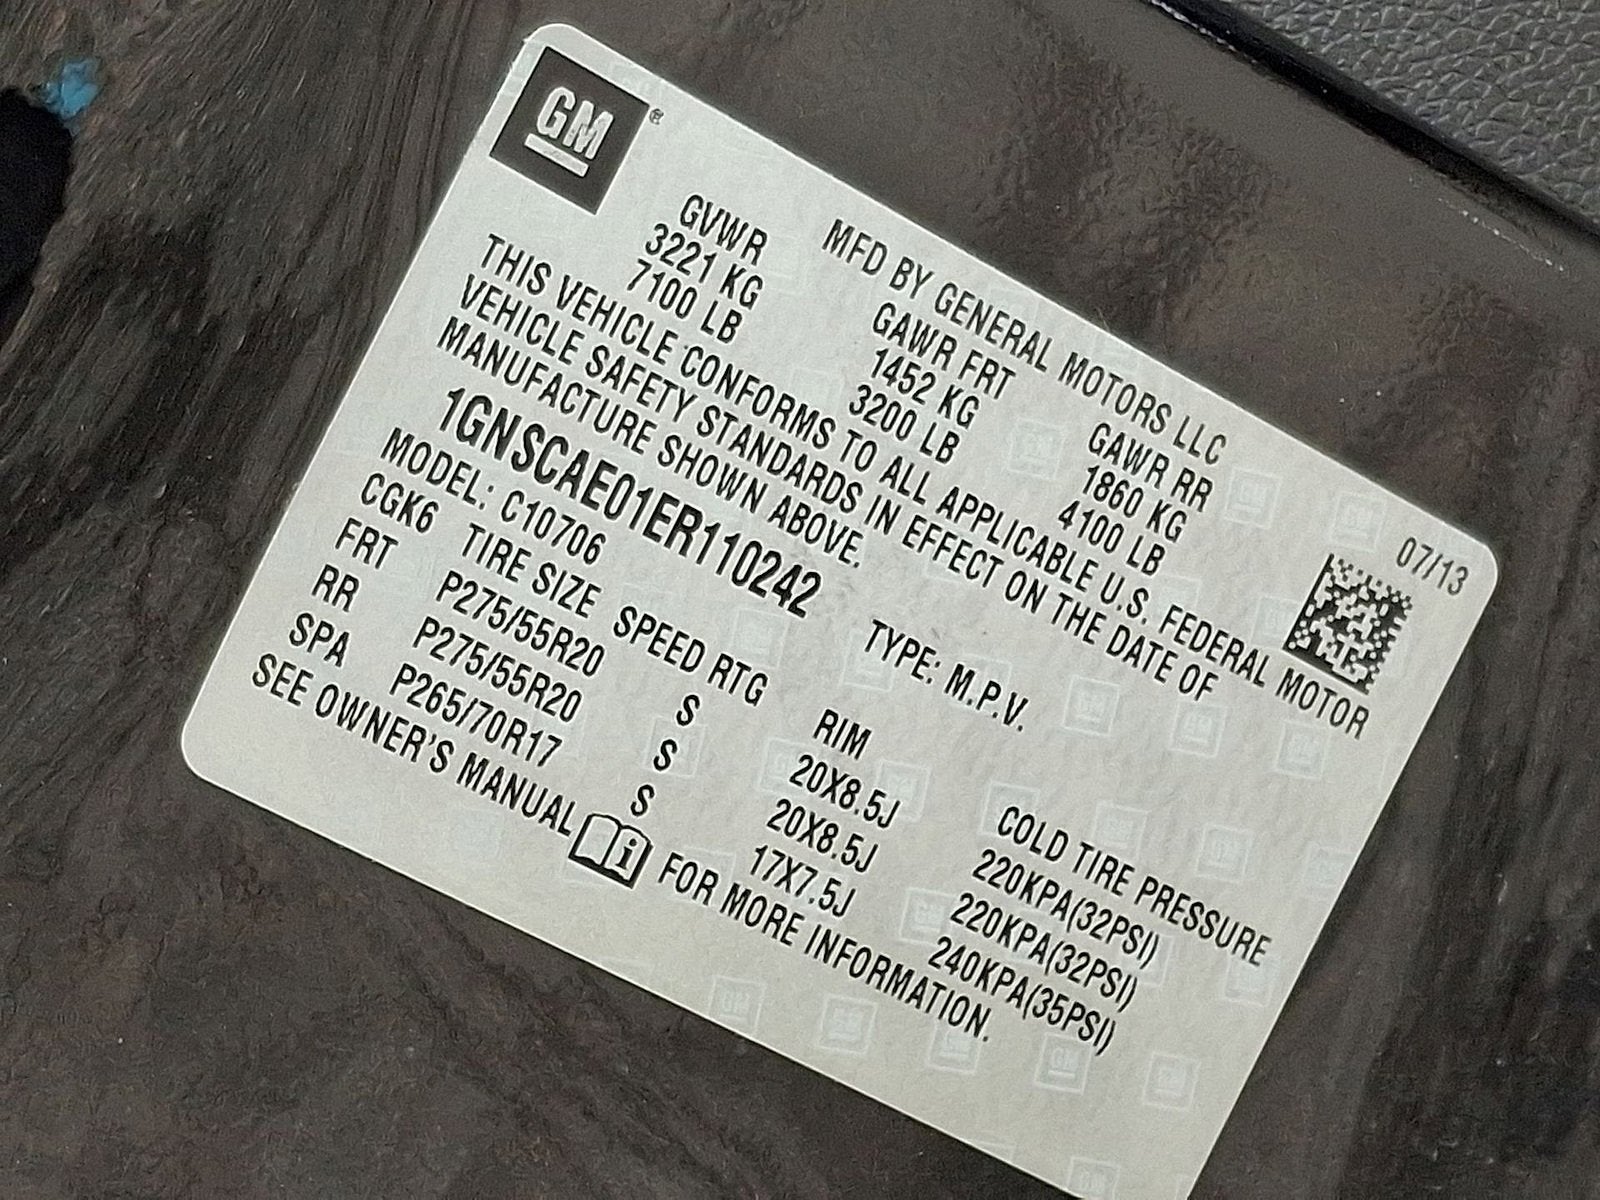 GM®
MFD BY GENERAL MOTORS LLC 07/13
GVWR GAWR FRT GAWR RR
3221 KG 1452 KG 1860 KG
7100 LB 3200 LB 4100 LB
THIS VEHICLE CONFORMS TO ALL APPLICABLE U.S. FEDERAL MOTOR
VEHICLE SAFETY STANDARDS IN EFFECT ON THE DATE OF
MANUFACTURE SHOWN ABOVE.
1GNSCAE01ER110242 TYPE: M.P.V.
MODEL: C10706
CGK6 TIRE SIZE SPEED RTG RIM COLD TIRE PRESSURE
FRT P275/55R20 S 20X8.5J 220KPA(32PSI)
RR P275/55R20 S 20X8.5J 220KPA(32PSI)
SPA P265/70R17 S 17X7.5J 240KPA(35PSI)
SEE OWNER'S MANUAL i FOR MORE INFORMATION.